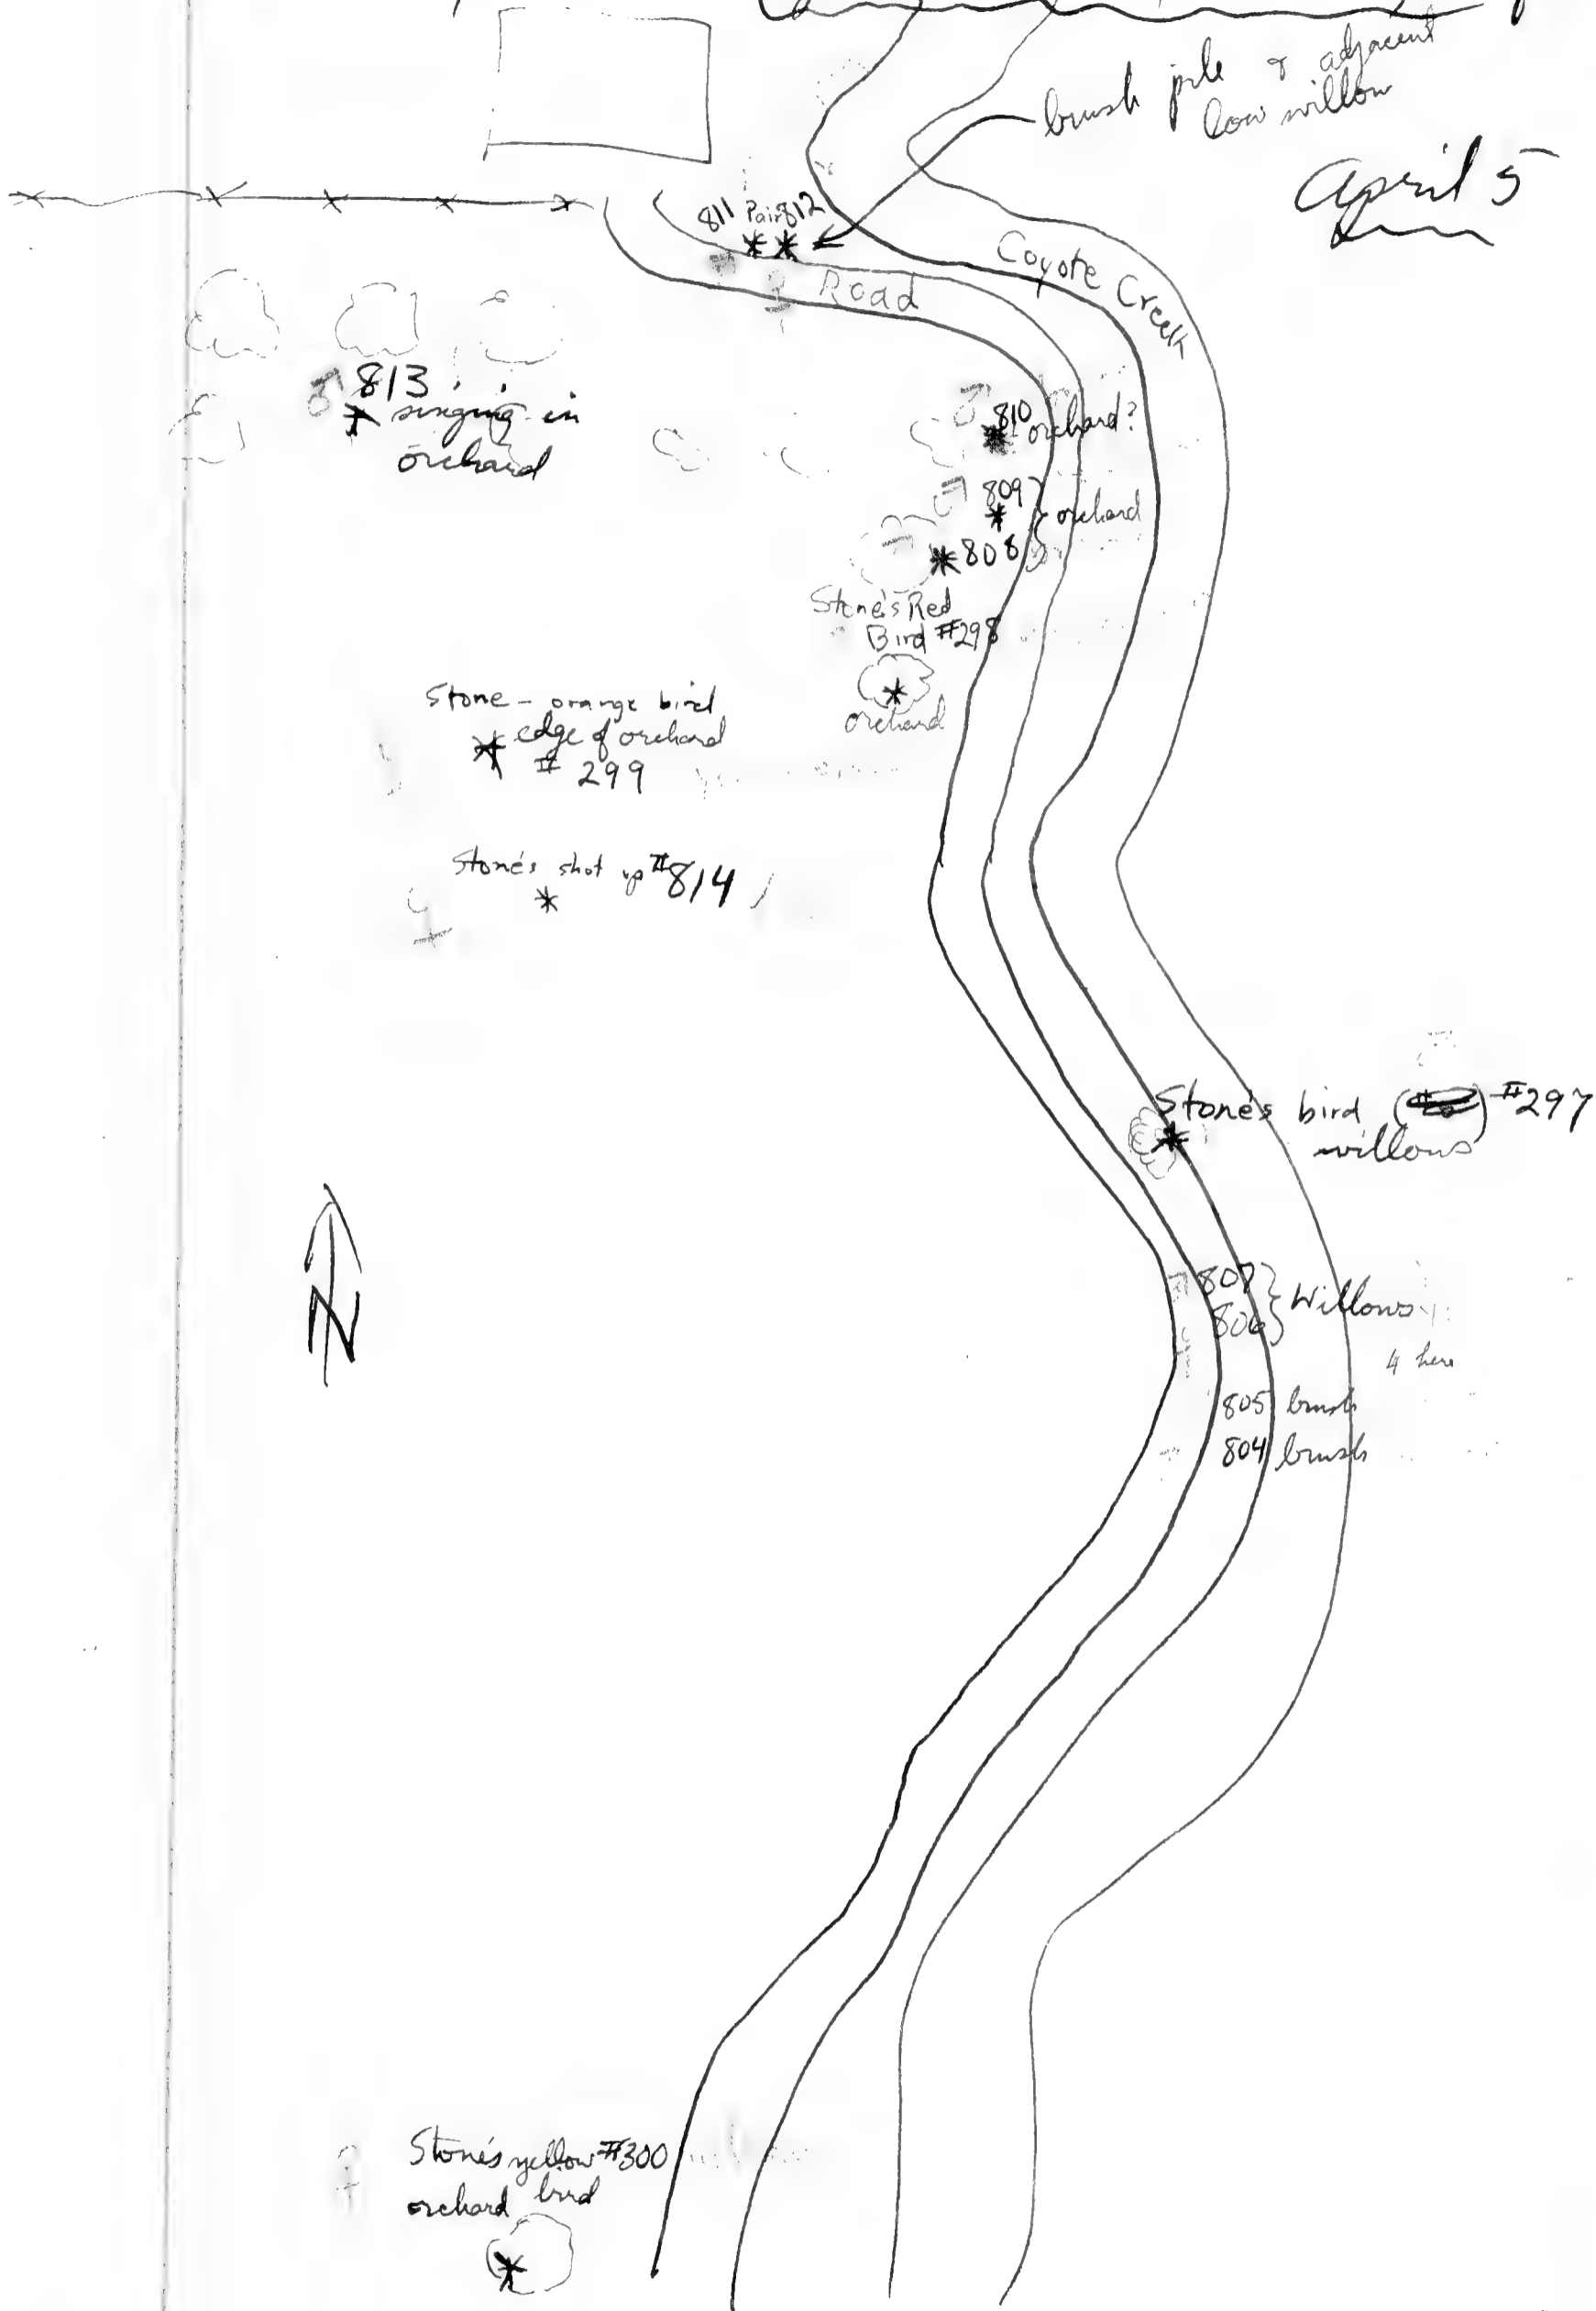 brush pile & adjacent
low willow
April 5
811 Pair 812
Coyote Creek
Road
♂ 813
singing in
orchard
♂ 810
orchard?
809
orchard
808
Stone's Red
Bird #298
orchard
Stone – orange bird
edge of orchard
# 299
Stone's shot up #814
Stone's bird #297
willows
N
807 } Willows
806
4 here
805 brush
804 brush
Stone's yellow #300
orchard bird